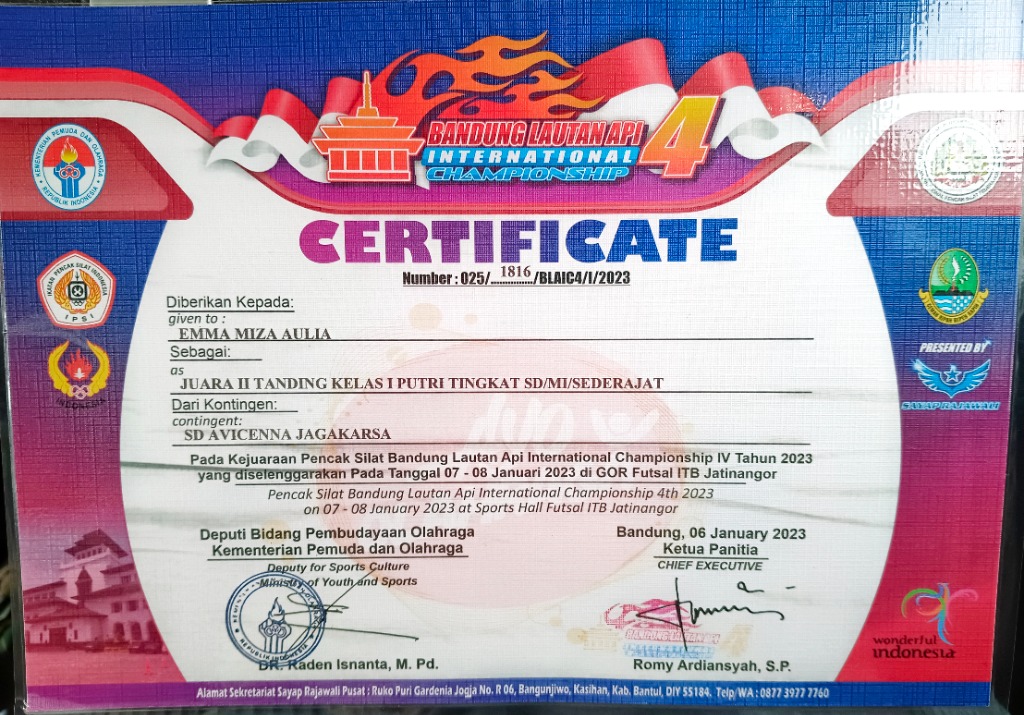 BANDUNG LAUTAN API
INTERNATIONAL
CHAMPIONSHIP
4
KEMENTERIAN PEMUDA DAN OLAHRAGA
REPUBLIK INDONESIA
CERTIFICATE
Number : 025/...1816.../BLAIC4/I/2023
IKATAN PENCAK SILAT INDONESIA
IPSI
INDONESIA
PRESENTED BY
SAYAP RAJAWALI
Diberikan Kepada:
given to :
EMMA MIZA AULIA
Sebagai:
as
JUARA II TANDING KELAS I PUTRI TINGKAT SD/MI/SEDERAJAT
Dari Kontingen:
contingent:
SD AVICENNA JAGAKARSA
Pada Kejuaraan Pencak Silat Bandung Lautan Api International Championship IV Tahun 2023
yang diselenggarakan Pada Tanggal 07 - 08 Januari 2023 di GOR Futsal ITB Jatinangor
Pencak Silat Bandung Lautan Api International Championship 4th 2023
on 07 - 08 January 2023 at Sports Hall Futsal ITB Jatinangor
Deputi Bidang Pembudayaan Olahraga
Kementerian Pemuda dan Olahraga
Deputy for Sports Culture
Ministry of Youth and Sports
REPUBLIK INDONESIA
DR. Raden Isnanta, M. Pd.
Bandung, 06 January 2023
Ketua Panitia
CHIEF EXECUTIVE
BANDUNG LAUTAN API
4
Romy Ardiansyah, S.P.
wonderful
indonesia
Alamat Sekretariat Sayap Rajawali Pusat : Ruko Puri Gardenia Jogja No. R 06, Bangunjiwo, Kasihan, Kab. Bantul, DIY 55184. Telp/WA : 0877 3977 7760